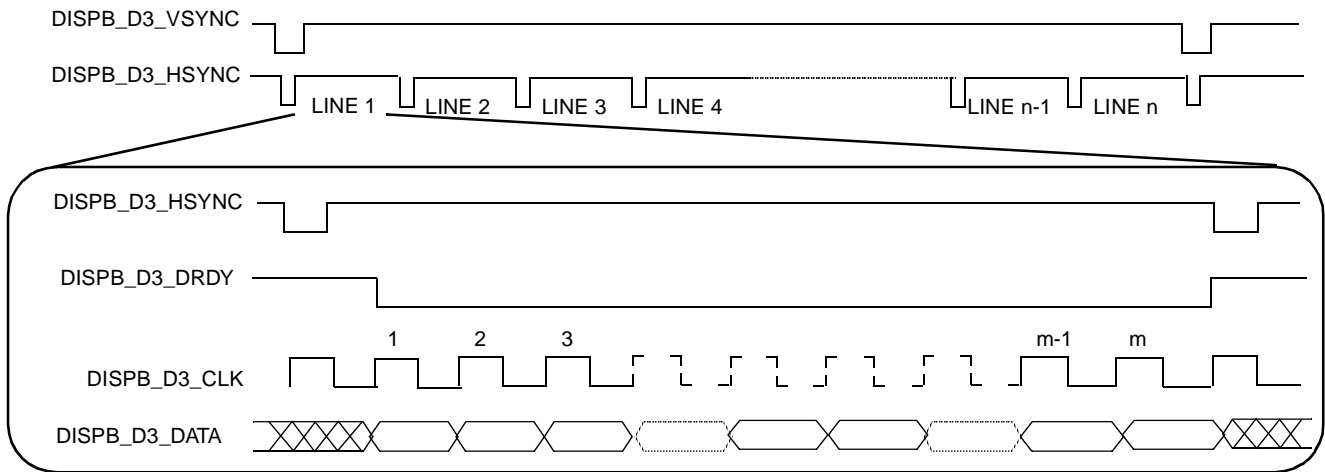 DISPB_D3_VSYNC
DISPB_D3_HSYNC
LINE 1 LINE 2 LINE 3 LINE 4 LINE n-1 LINE n
DISPB_D3_HSYNC
DISPB_D3_DRDY
1 2 3 m-1 m
DISPB_D3_CLK
DISPB_D3_DATA